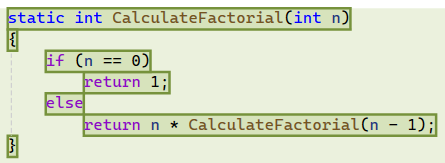 static int CalculateFactorial(int n)
{
    if (n == 0)
        return 1;
    else
        return n * CalculateFactorial(n - 1);
}